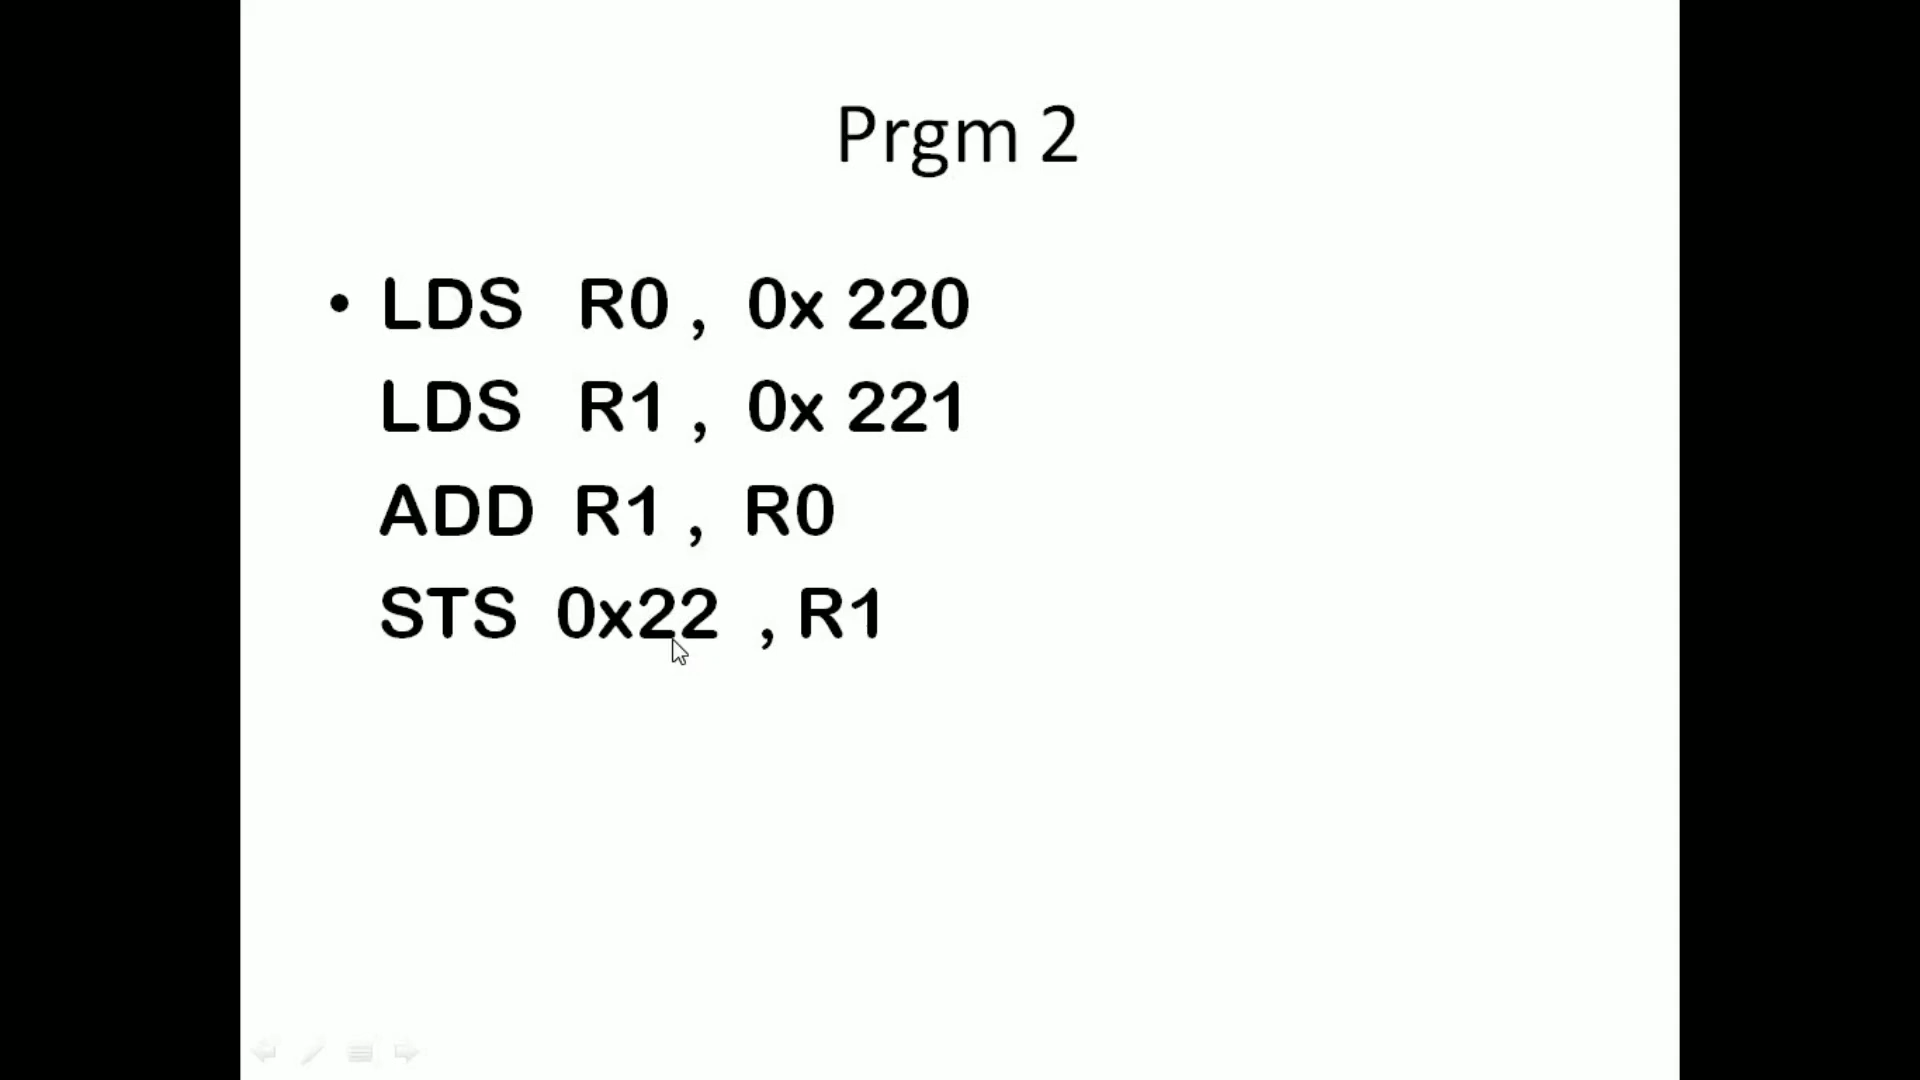 Prgm 2
• LDS R0 , 0x 220
LDS R1 , 0x 221
ADD R1 , R0
STS 0x22 , R1